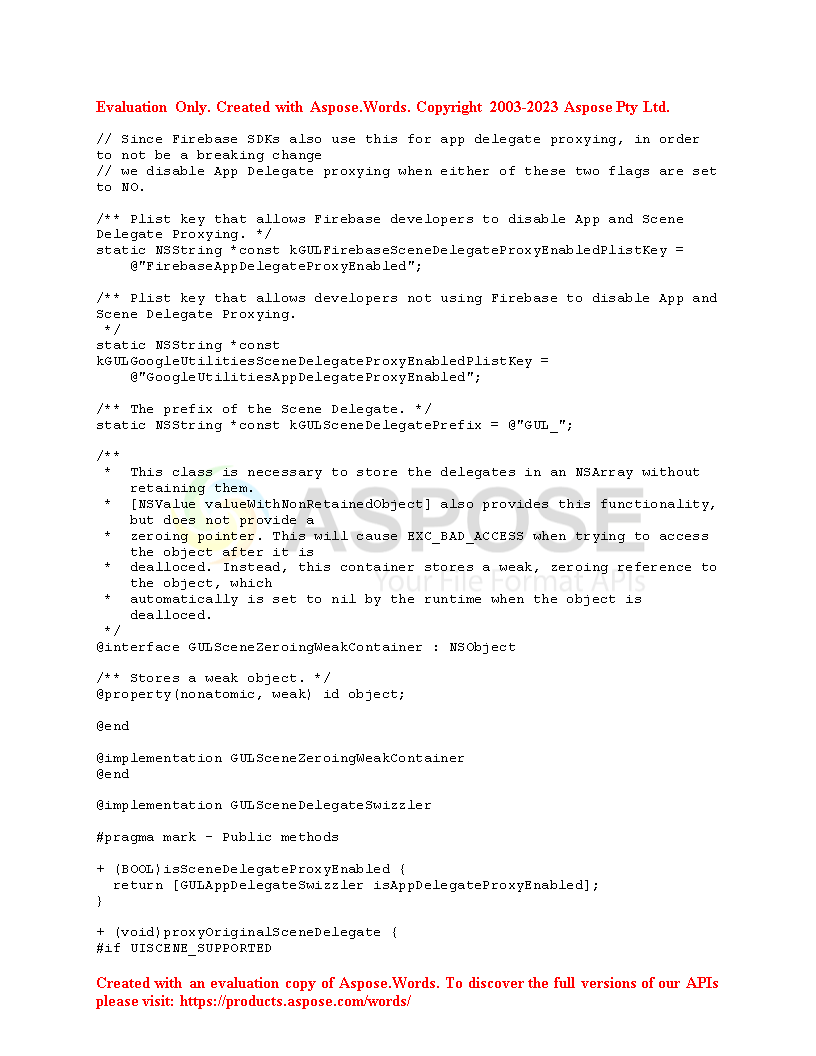 Evaluation Only. Created with Aspose.Words. Copyright 2003-2023 Aspose Pty Ltd.
// Since Firebase SDKs also use this for app delegate proxying, in order
to not be a breaking change
// we disable App Delegate proxying when either of these two flags are set
to NO.
/** Plist key that allows Firebase developers to disable App and Scene
Delegate Proxying. */
static NSString *const kGULFirebaseSceneDelegateProxyEnabledPlistKey =
    @"FirebaseAppDelegateProxyEnabled";
/** Plist key that allows developers not using Firebase to disable App and
Scene Delegate Proxying.
 */
static NSString *const
kGULGoogleUtilitiesSceneDelegateProxyEnabledPlistKey =
    @"GoogleUtilitiesAppDelegateProxyEnabled";
/** The prefix of the Scene Delegate. */
static NSString *const kGULSceneDelegatePrefix = @"GUL_";
/**
 *  This class is necessary to store the delegates in an NSArray without
    retaining them.
 *  [NSValue valueWithNonRetainedObject] also provides this functionality,
    but does not provide a
 *  zeroing pointer. This will cause EXC_BAD_ACCESS when trying to access
    the object after it is
 *  dealloced. Instead, this container stores a weak, zeroing reference to
    the object, which
 *  automatically is set to nil by the runtime when the object is
    dealloced.
 */
@interface GULSceneZeroingWeakContainer : NSObject
/** Stores a weak object. */
@property(nonatomic, weak) id object;
@end
@implementation GULSceneZeroingWeakContainer
@end
@implementation GULSceneDelegateSwizzler
#pragma mark - Public methods
+ (BOOL)isSceneDelegateProxyEnabled {
  return [GULAppDelegateSwizzler isAppDelegateProxyEnabled];
}
+ (void)proxyOriginalSceneDelegate {
#if UISCENE_SUPPORTED
Created with an evaluation copy of Aspose.Words. To discover the full versions of our APIs
please visit: https://products.aspose.com/words/
ASPOSE
Your File Format APIs